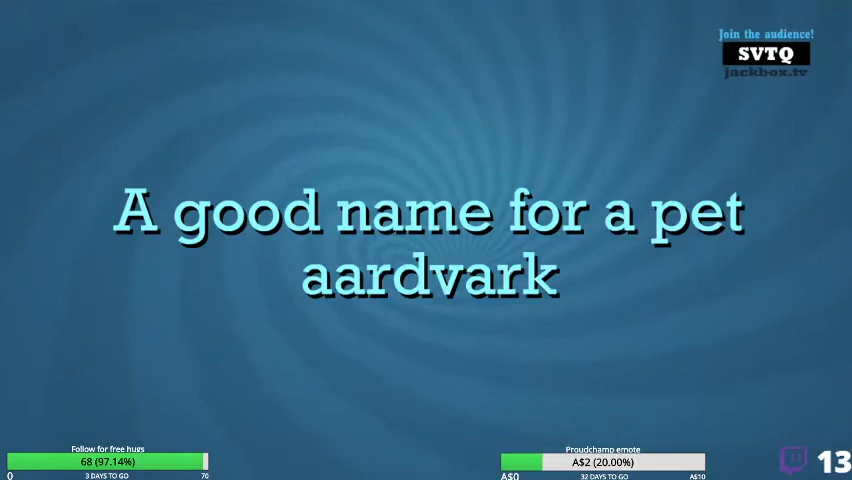 Join the audience!
SVTQ
jackbox.tv
A good name for a pet
aardvark
Follow for free hugs
68 (97.14%)
0
3 DAYS TO GO
70
Proudchamp emote
A$2 (20.00%)
A$0
32 DAYS TO GO
A$10
13